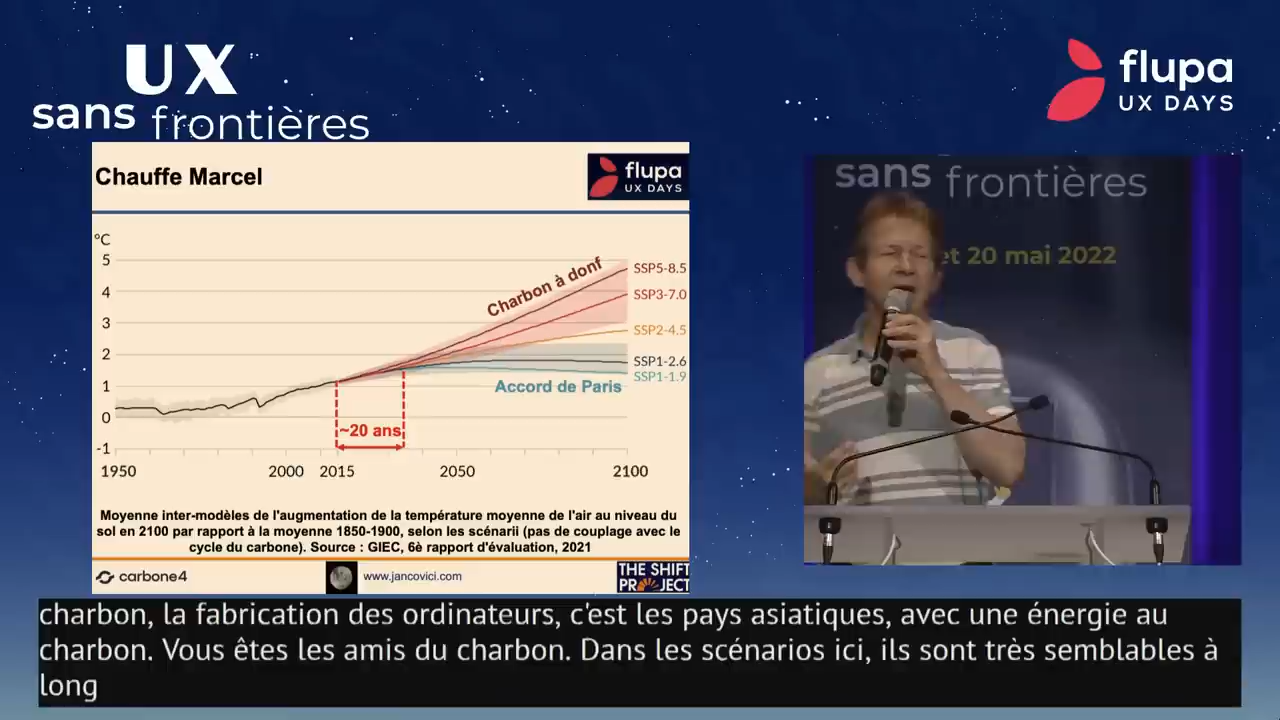 UX
sans frontières
flupa
UX DAYS
Chauffe Marcel
flupa
UX DAYS
°C
5
4
3
2
1
0
-1
Charbon à donf
SSP5-8.5
SSP3-7.0
SSP2-4.5
SSP1-2.6
SSP1-1.9
Accord de Paris
~20 ans
1950 2000 2015 2050 2100
Moyenne inter-modèles de l'augmentation de la température moyenne de l'air au niveau du
sol en 2100 par rapport à la moyenne 1850-1900, selon les scénarii (pas de couplage avec le
cycle du carbone). Source : GIEC, 6è rapport d'évaluation, 2021
carbone4
www.jancovici.com
THE SHIFT
PROJECT
sans frontières
et 20 mai 2022
charbon, la fabrication des ordinateurs, c'est les pays asiatiques, avec une énergie au
charbon. Vous êtes les amis du charbon. Dans les scénarios ici, ils sont très semblables à
long